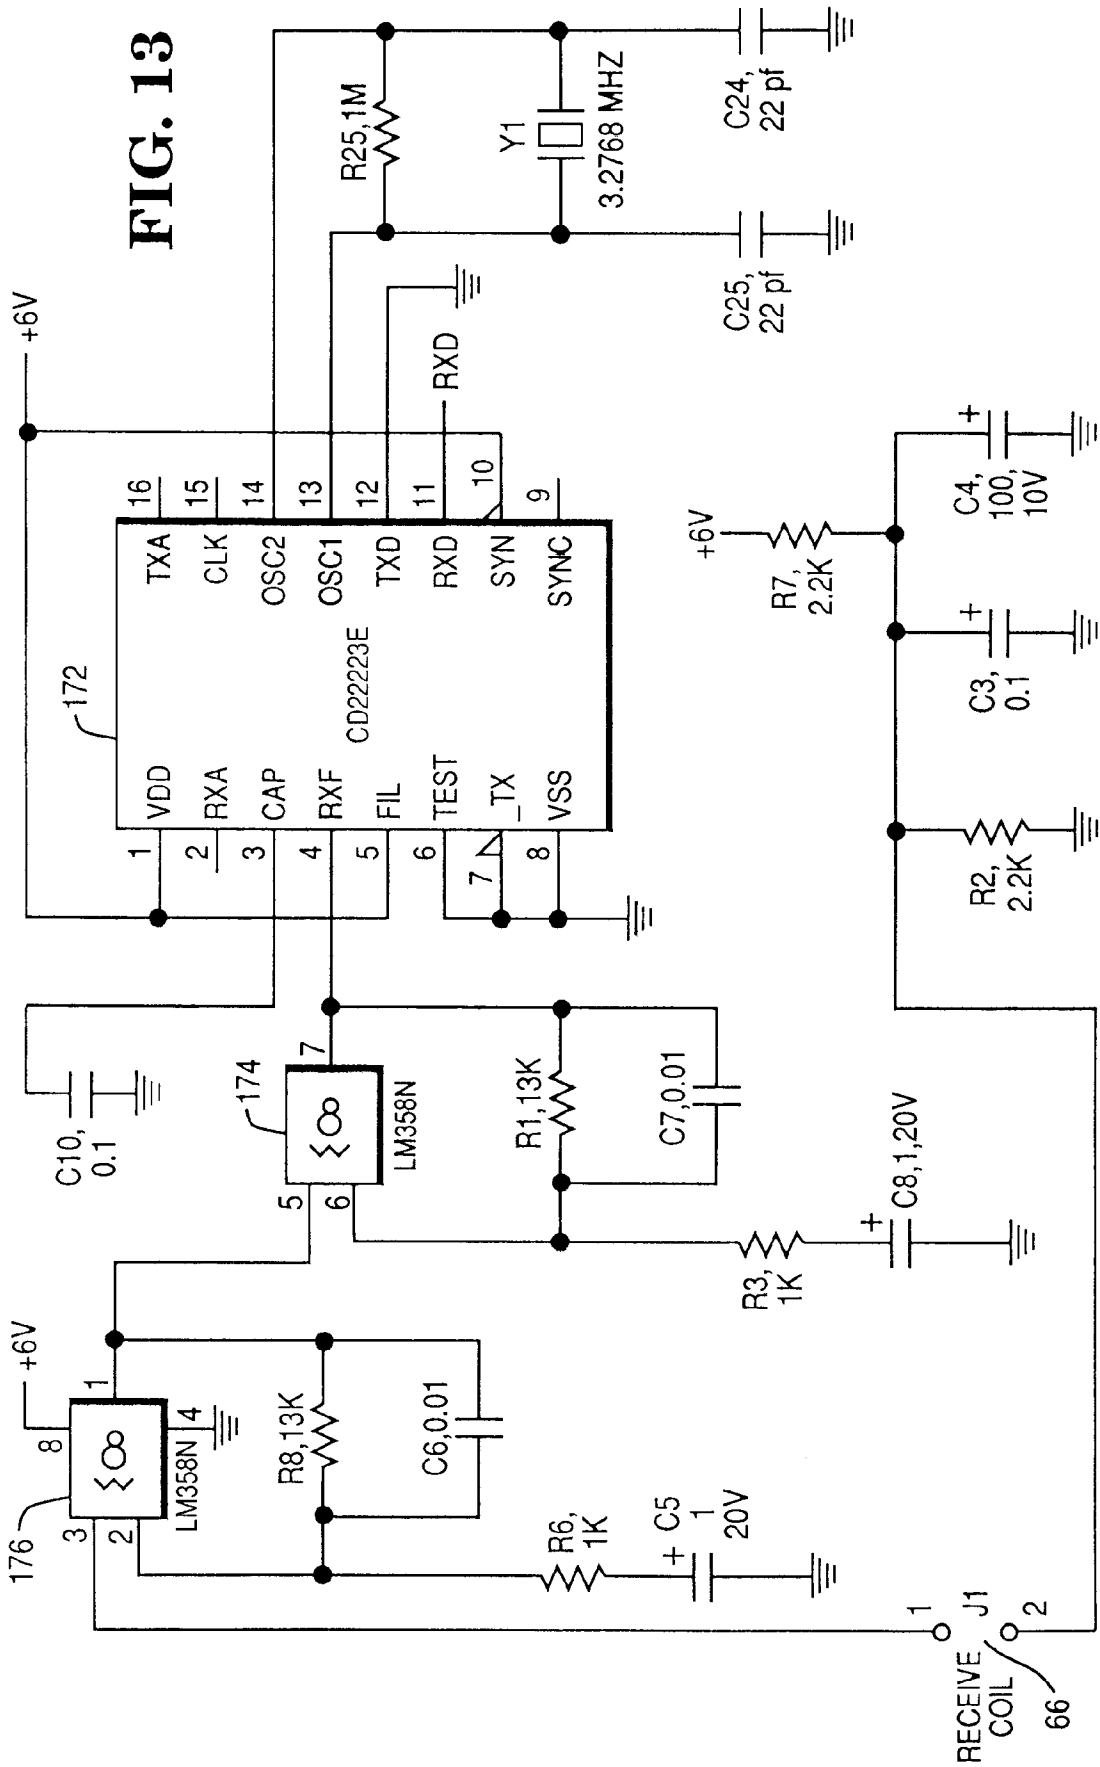 FIG. 13
+6V
172
1
2
3
4
5
6
7
8
VDD
RXA
CAP
RXF
FIL
TEST
_TX
VSS
CD22223E
TXA
CLK
OSC2
OSC1
TXD
RXD
SYN
SYNC
16
15
14
13
12
11
10
9
RXD
R25,1M
Y1
3.2768 MHZ
C24,
22 pf
C25,
22 pf
C10,
0.1
174
5
6
7
LM358N
R1,13K
C7,0.01
R3,
1K
+
C8,1,20V
176
+6V
8
3
2
1
4
LM358N
R8,13K
C6,0.01
R6,
1K
+
C5
1
20V
RECEIVE
COIL
66
1
J1
2
+6V
R7,
2.2K
R2,
2.2K
+
C3,
0.1
+
C4,
100,
10V